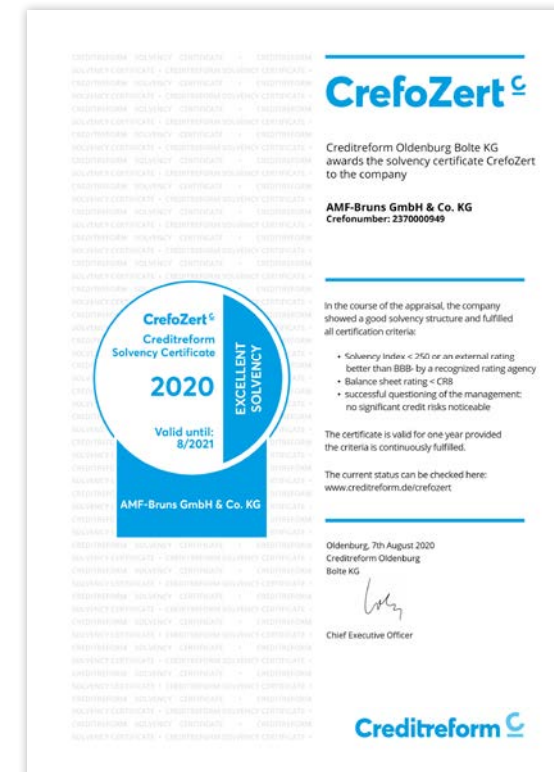 CrefoZert
Creditreform Oldenburg Bolte KG
awards the solvency certificate CrefoZert
to the company
AMF-Bruns GmbH & Co. KG
Crefonumber: 2370000949
In the course of the appraisal, the company
showed a good solvency structure and fulfilled
all certification criteria:
• Solvency Index < 250 or an external rating
better than BBB- by a recognized rating agency
• Balance sheet rating < CR8
• successful questioning of the management:
no significant credit risks noticeable
The certificate is valid for one year provided
the criteria is continuously fulfilled.
The current status can be checked here:
www.creditreform.de/crefozert
Oldenburg, 7th August 2020
Creditreform Oldenburg
Bolte KG
Chief Executive Officer
Creditreform
CrefoZert
Creditreform
Solvency Certificate
2020
Valid until:
8/2021
EXCELLENT
SOLVENCY
AMF-Bruns GmbH & Co. KG